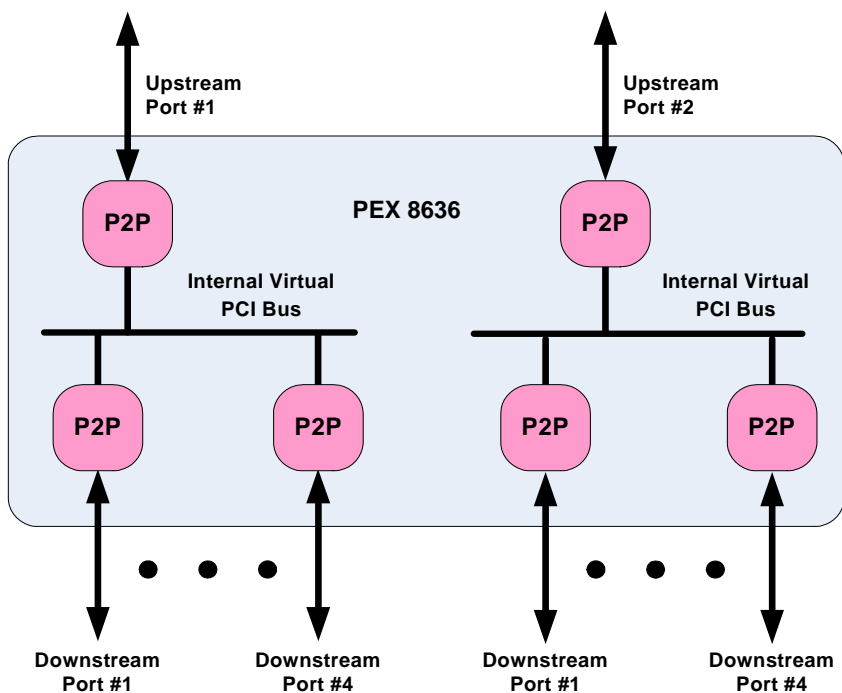 Upstream
Port #1
Upstream
Port #2
P2P
PEX 8636
P2P
Internal Virtual
PCI Bus
Internal Virtual
PCI Bus
P2P
P2P
P2P
P2P
Downstream
Port #1
Downstream
Port #4
Downstream
Port #1
Downstream
Port #4